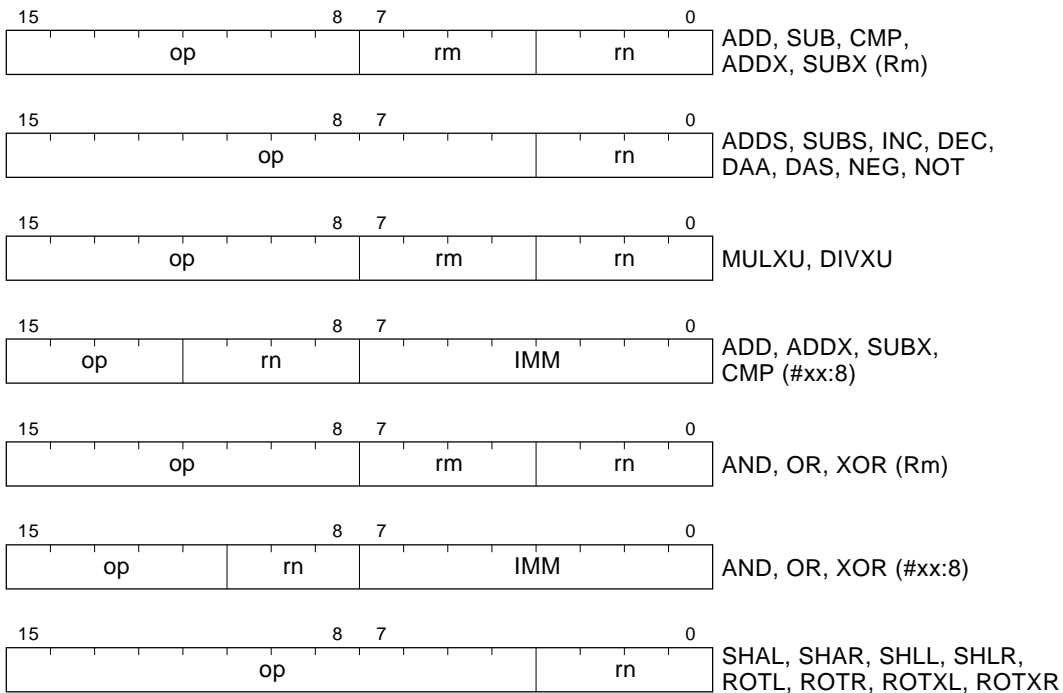 15 8 7 0
op rm rn
ADD, SUB, CMP,
ADDX, SUBX (Rm)
15 8 7 0
op rn
ADDS, SUBS, INC, DEC,
DAA, DAS, NEG, NOT
15 8 7 0
op rm rn
MULXU, DIVXU
15 8 7 0
op rn IMM
ADD, ADDX, SUBX,
CMP (#xx:8)
15 8 7 0
op rm rn
AND, OR, XOR (Rm)
15 8 7 0
op rn IMM
AND, OR, XOR (#xx:8)
15 8 7 0
op rn
SHAL, SHAR, SHLL, SHLR,
ROTL, ROTR, ROTXL, ROTXR